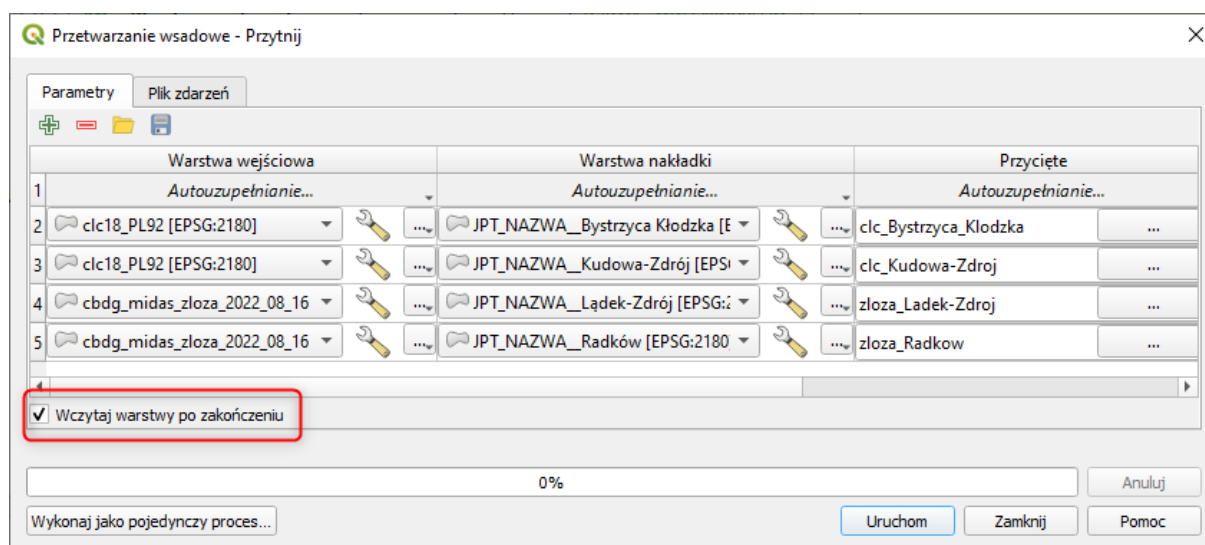 Przetwarzanie wsadowe - Przytnij
Parametry Plik zdarzeń
Warstwa wejściowa Warstwa nakładki Przycięte
1 Autouzupełnianie... Autouzupełnianie... Autouzupełnianie...
2 clc18_PL92 [EPSG:2180] ... JPT_NAZWA__Bystrzyca Kłodzka [E ... clc_Bystrzyca_Klodzka ...
3 clc18_PL92 [EPSG:2180] ... JPT_NAZWA__Kudowa-Zdrój [EPS ... clc_Kudowa-Zdroj ...
4 cbdg_midas_zloza_2022_08_16 ... JPT_NAZWA__Lądek-Zdrój [EPSG:2 ... zloza_Ladek-Zdroj ...
5 cbdg_midas_zloza_2022_08_16 ... JPT_NAZWA__Radków [EPSG:2180] ... zloza_Radkow ...
Wczytaj warstwy po zakończeniu
0% Anuluj
Wykonaj jako pojedynczy proces... Uruchom Zamknij Pomoc